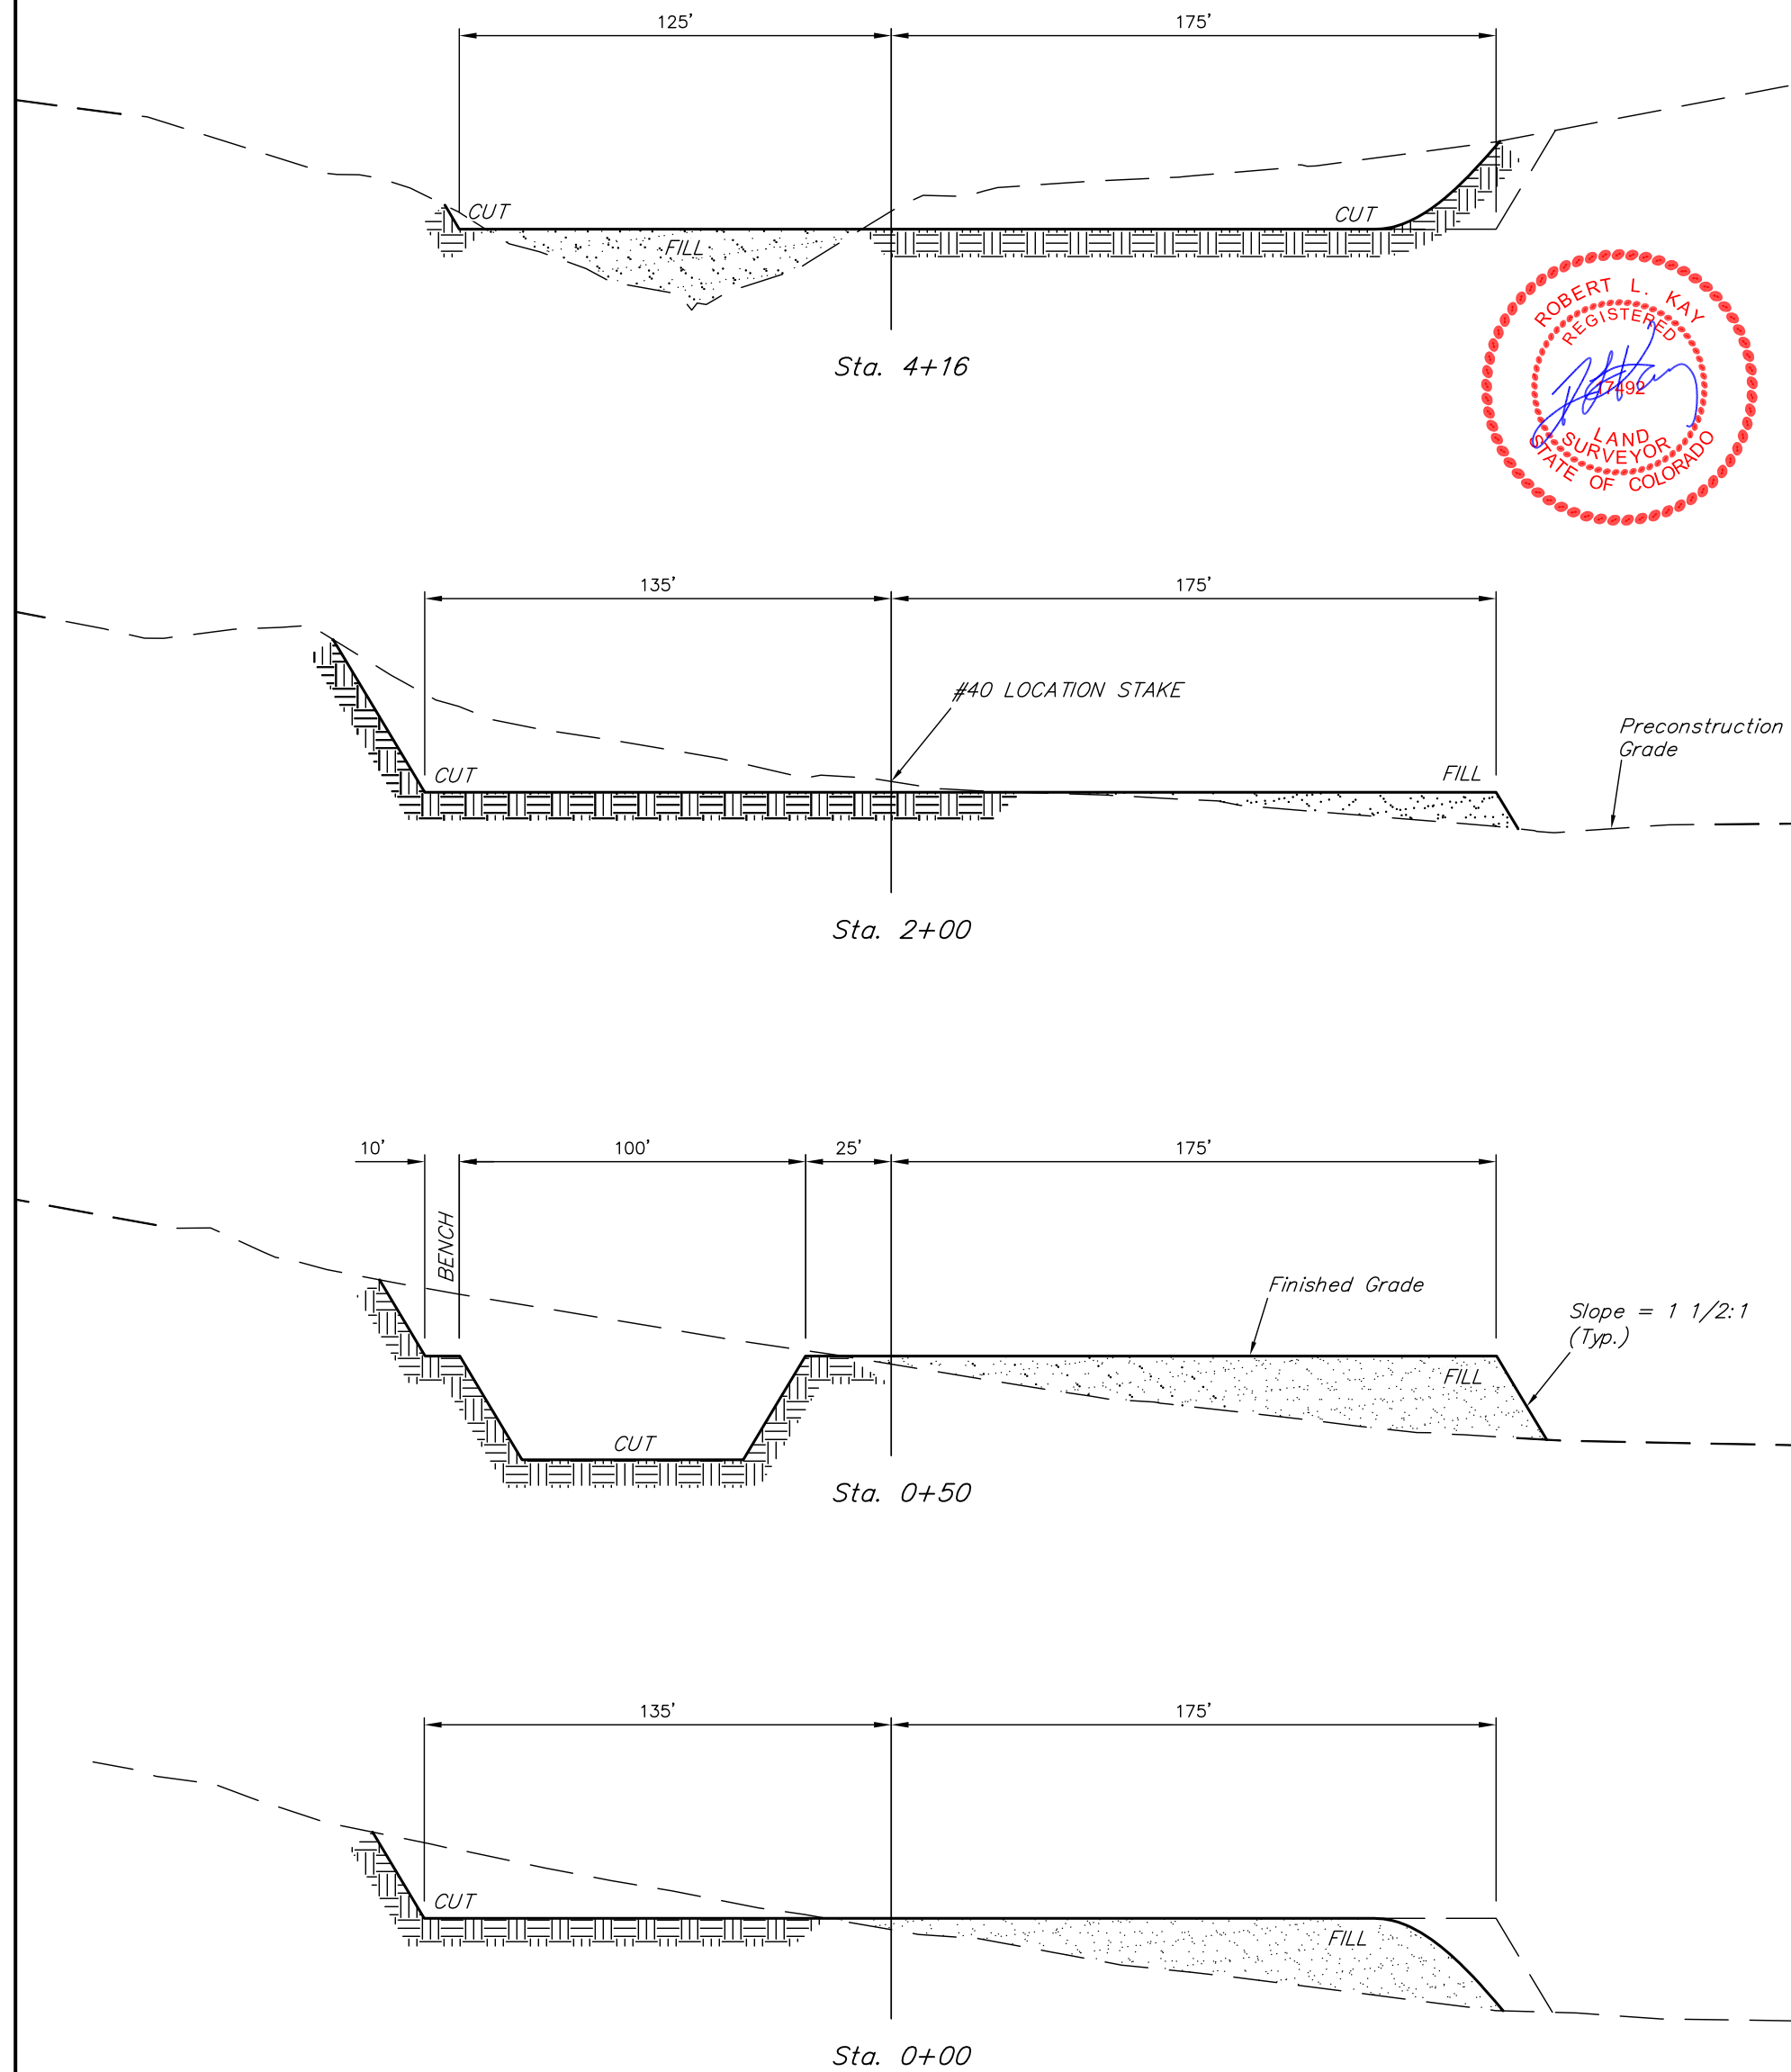 125' 175'
CUT CUT
FILL
Sta. 4+16
ROBERT L. KAY
REGISTERED
17492
LAND
SURVEYOR
STATE OF COLORADO
135' 175'
#40 LOCATION STAKE
Preconstruction
Grade
CUT FILL
Sta. 2+00
10' 100' 25' 175'
BENCH
Finished Grade
Slope = 1 1/2:1
(Typ.)
FILL
CUT
Sta. 0+50
135' 175'
CUT
FILL
Sta. 0+00